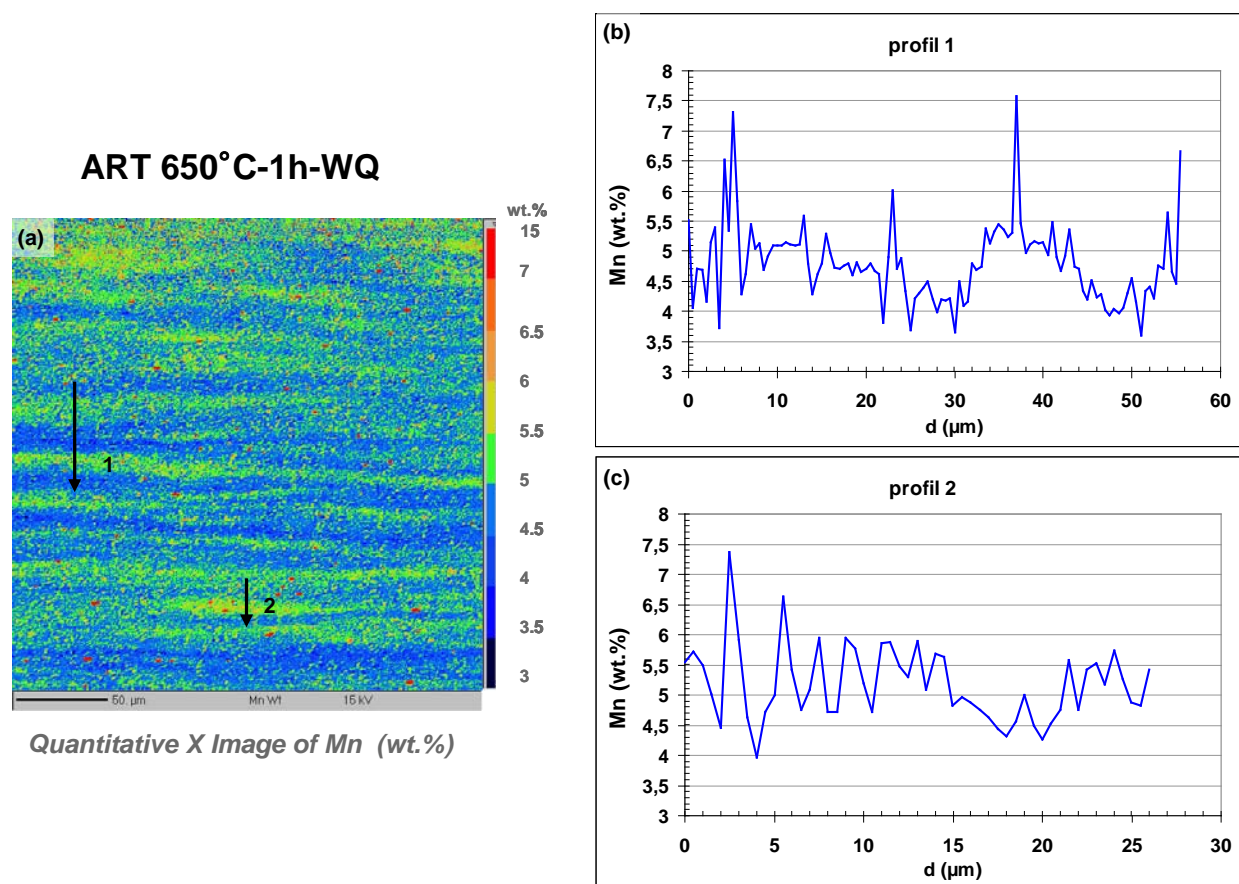 ART 650°C-1h-WQ
(a)
wt.%
15
7
6.5
6
5.5
5
4.5
4
3.5
3
1
2
50. µm Mn Wt 15 kV
Quantitative X Image of Mn (wt.%)
(b)
profil 1
Mn (wt.%)
8
7,5
7
6,5
6
5,5
5
4,5
4
3,5
3
0 10 20 30 40 50 60
d (µm)
(c)
profil 2
Mn (wt.%)
8
7,5
7
6,5
6
5,5
5
4,5
4
3,5
3
0 5 10 15 20 25 30
d (µm)